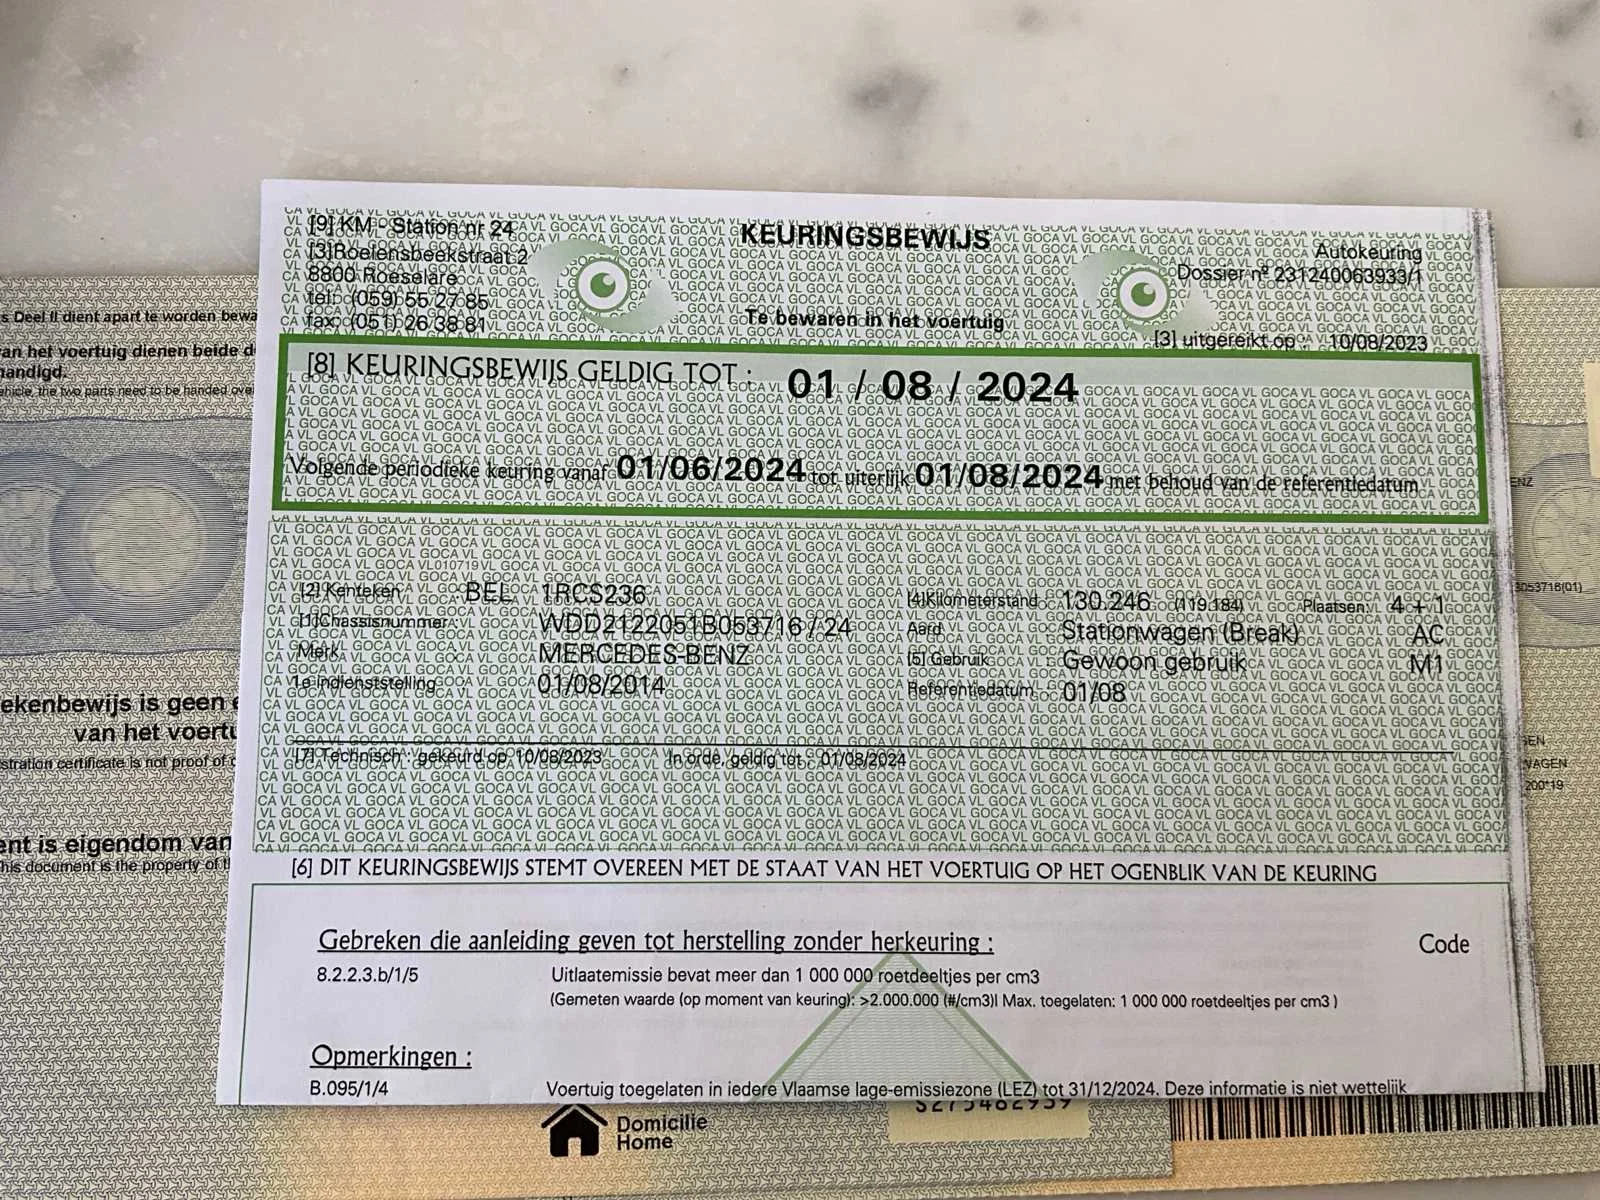 [9] KM - Station nr 24
[3]Roelensbeekstraat 2
8800 Roeselare
tel: (059) 55 27 85
fax: (051) 26 38 81
KEURINGSBEWIJS
Te bewaren in het voertuig
Autokeuring
Dossier nº 231240063933/1
[3] uitgereikt op : 10/08/2023
[8] KEURINGSBEWIJS GELDIG TOT : 01 / 08 / 2024
Volgende periodieke keuring vanaf 01/06/2024 tot uiterlijk 01/08/2024 met behoud van de referentiedatum
[2] Kenteken : BEL 1RCS236
[1]Chassisnummer : WDD2122051B053716 / 24
Merk : MERCEDES-BENZ
1e indienststelling 01/08/2014
[4]Kilometerstand : 130.246 (119.184) Plaatsen: 4 + 1
Aard : Stationwagen (Break) AC
[5] Gebruik : Gewoon gebruik M1
Referentiedatum : 01/08
[7] Technisch : gekeurd op 10/08/2023 In orde, geldig tot : 01/08/2024
[6] DIT KEURINGSBEWIJS STEMT OVEREEN MET DE STAAT VAN HET VOERTUIG OP HET OGENBLIK VAN DE KEURING
Gebreken die aanleiding geven tot herstelling zonder herkeuring : Code
8.2.2.3.b/1/5 Uitlaatemissie bevat meer dan 1 000 000 roetdeeltjes per cm3
(Gemeten waarde (op moment van keuring): >2.000.000 (#/cm3)l Max. toegelaten: 1 000 000 roetdeeltjes per cm3 )
Opmerkingen :
B.095/1/4 Voertuig toegelaten in iedere Vlaamse lage-emissiezone (LEZ) tot 31/12/2024. Deze informatie is niet wettelijk
s Deel II dient apart te worden bewa
an het voertuig dienen beide d
handigd.
ehicle, the two parts need to be handed ove
ekenbewijs is geen e
van het voertu
stration certificate is not proof of o
ent is eigendom van
his document is the property of t
Domicilie
Home
ENZ
3053716(01)
GEN
WAGEN
200*19